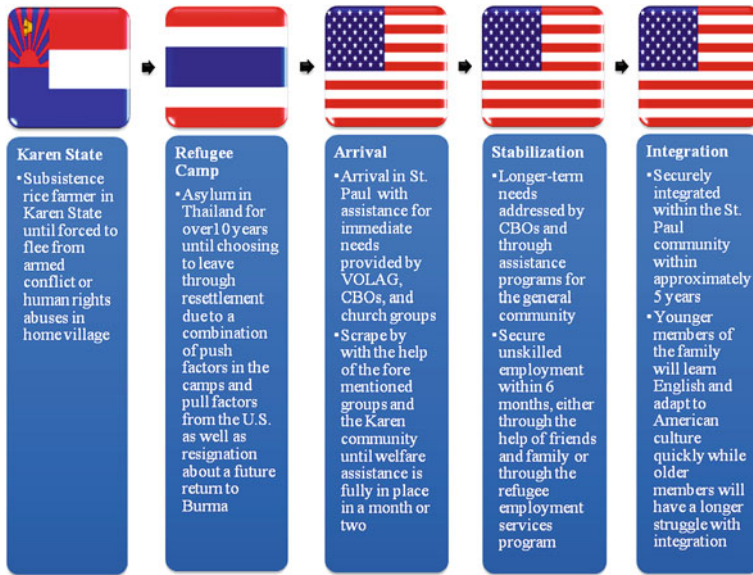 Karen State
▪Subsistence
rice farmer in
Karen State
until forced to
flee from
armed
conflict or
human rights
abuses in
home village
Refugee
Camp
▪Asylum in
Thailand for
over10 years
until choosing
to leave
through
resettlement
due to a
combination
of push
factors in the
camps and
pull factors
from the U.S.
as well as
resignation
about a future
return to
Burma
Arrival
▪Arrival in St.
Paul with
assistance for
immediate
needs
provided by
VOLAG,
CBOs, and
church groups
▪Scrape by
with the help
of the fore
mentioned
groups and
the Karen
community
until welfare
assistance is
fully in place
in a month or
two
Stabilization
▪Longer-term
needs
addressed by
CBOs and
through
assistance
programs for
the general
community
▪Secure
unskilled
employment
within 6
months, either
through the
help of friends
and family or
through the
refugee
employment
services
program
Integration
▪Securely
integrated
within the St.
Paul
community
within
approximately
5 years
▪Younger
members of
the family
will learn
English and
adapt to
American
culture
quickly while
older
members will
have a longer
struggle with
integration